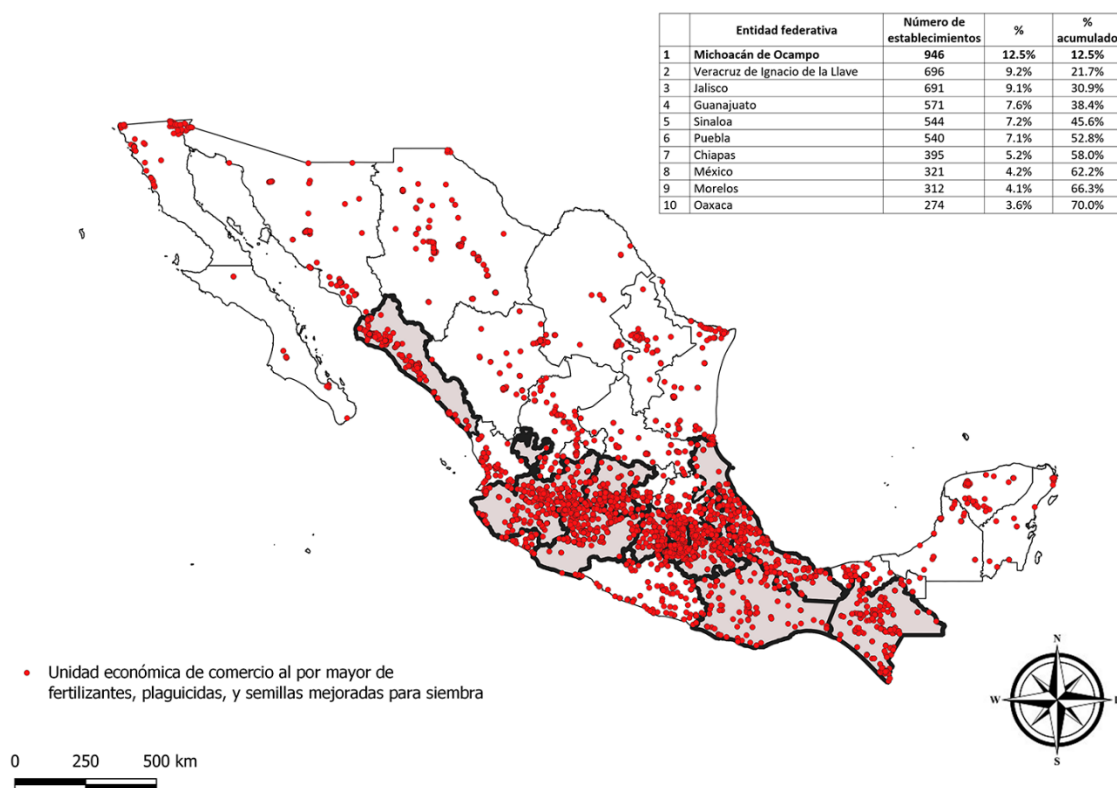 Entidad federativa Número de establecimientos % % acumulado
1 Michoacán de Ocampo 946 12.5% 12.5%
2 Veracruz de Ignacio de la Llave 696 9.2% 21.7%
3 Jalisco 691 9.1% 30.9%
4 Guanajuato 571 7.6% 38.4%
5 Sinaloa 544 7.2% 45.6%
6 Puebla 540 7.1% 52.8%
7 Chiapas 395 5.2% 58.0%
8 México 321 4.2% 62.2%
9 Morelos 312 4.1% 66.3%
10 Oaxaca 274 3.6% 70.0%
Unidad económica de comercio al por mayor de
fertilizantes, plaguicidas, y semillas mejoradas para siembra
N
W E
S
0 250 500 km